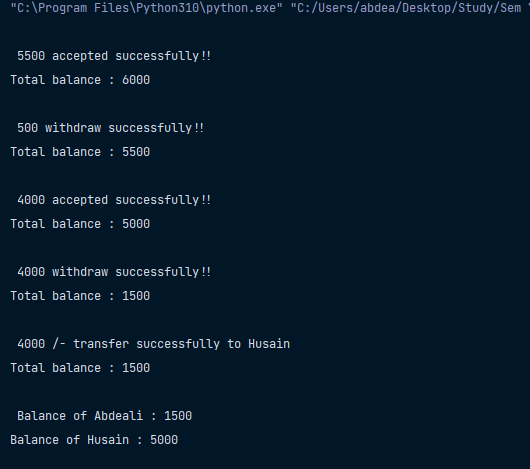 "C:\Program Files\Python310\python.exe" "C:/Users/abdea/Desktop/Study/Sem
5500 accepted successfully!!
Total balance : 6000
500 withdraw successfully!!
Total balance : 5500
4000 accepted successfully!!
Total balance : 5000
4000 withdraw successfully!!
Total balance : 1500
4000 /- transfer successfully to Husain
Total balance : 1500
Balance of Abdeali : 1500
Balance of Husain : 5000